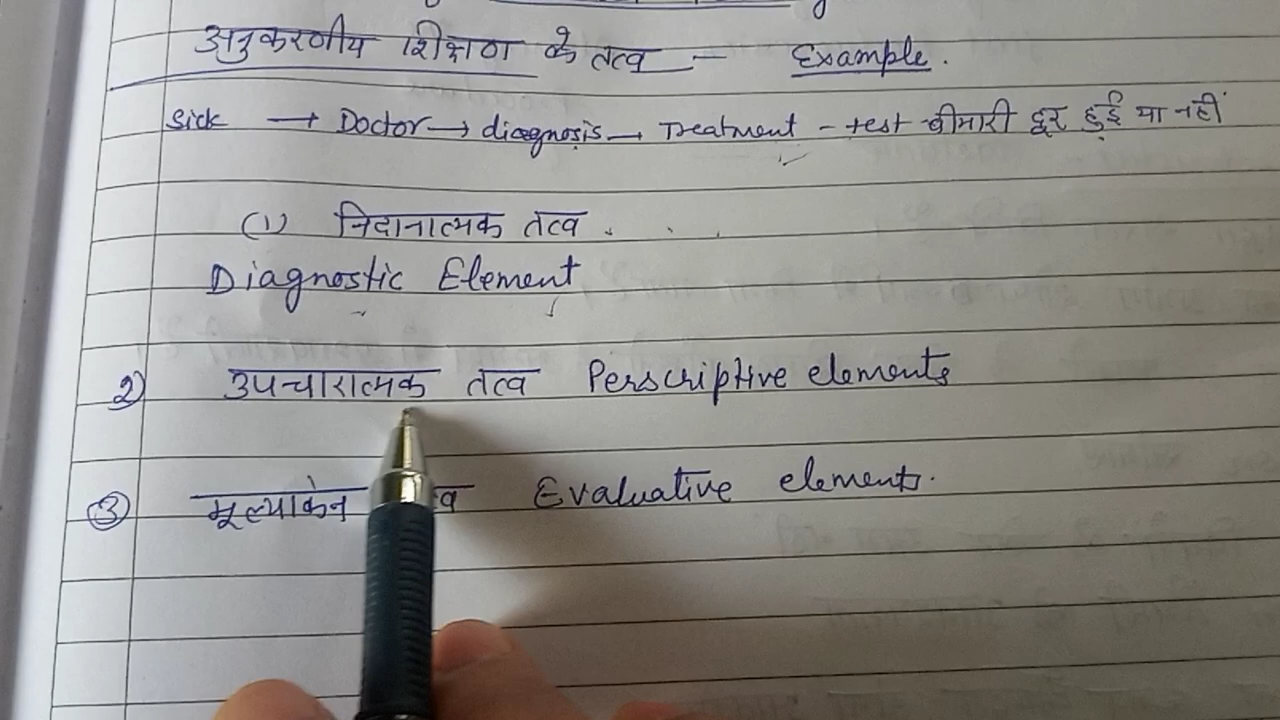 अनुकरणीय शिक्षण के तत्व — Example.
Sick → Doctor → diagnosis → Treatment - test बीमारी दूर हुई या नहीं
(1) निदानात्मक तत्व.
Diagnostic Element
2) उपचारात्मक तत्व Perscriptive elements
③ मूल्याकेन Evaluative elements.